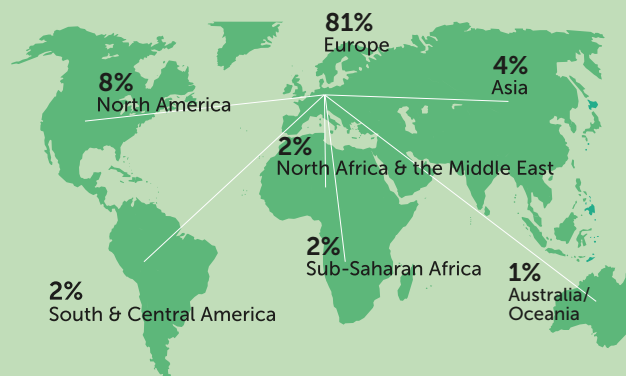 81%
Europe
8%
North America
4%
Asia
2%
North Africa & the Middle East
2%
Sub-Saharan Africa
1%
Australia/
Oceania
2%
South & Central America